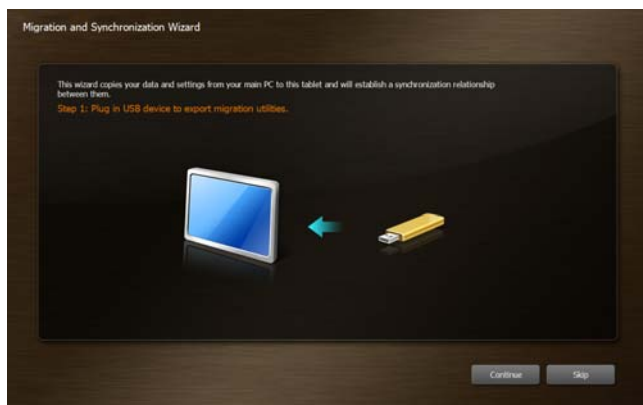 Migration and Synchronization Wizard
This wizard copies your data and settings from your main PC to this tablet and will establish a synchronization relationship
between them.
Step 1: Plug in USB device to export migration utilities.
Continue
Skip